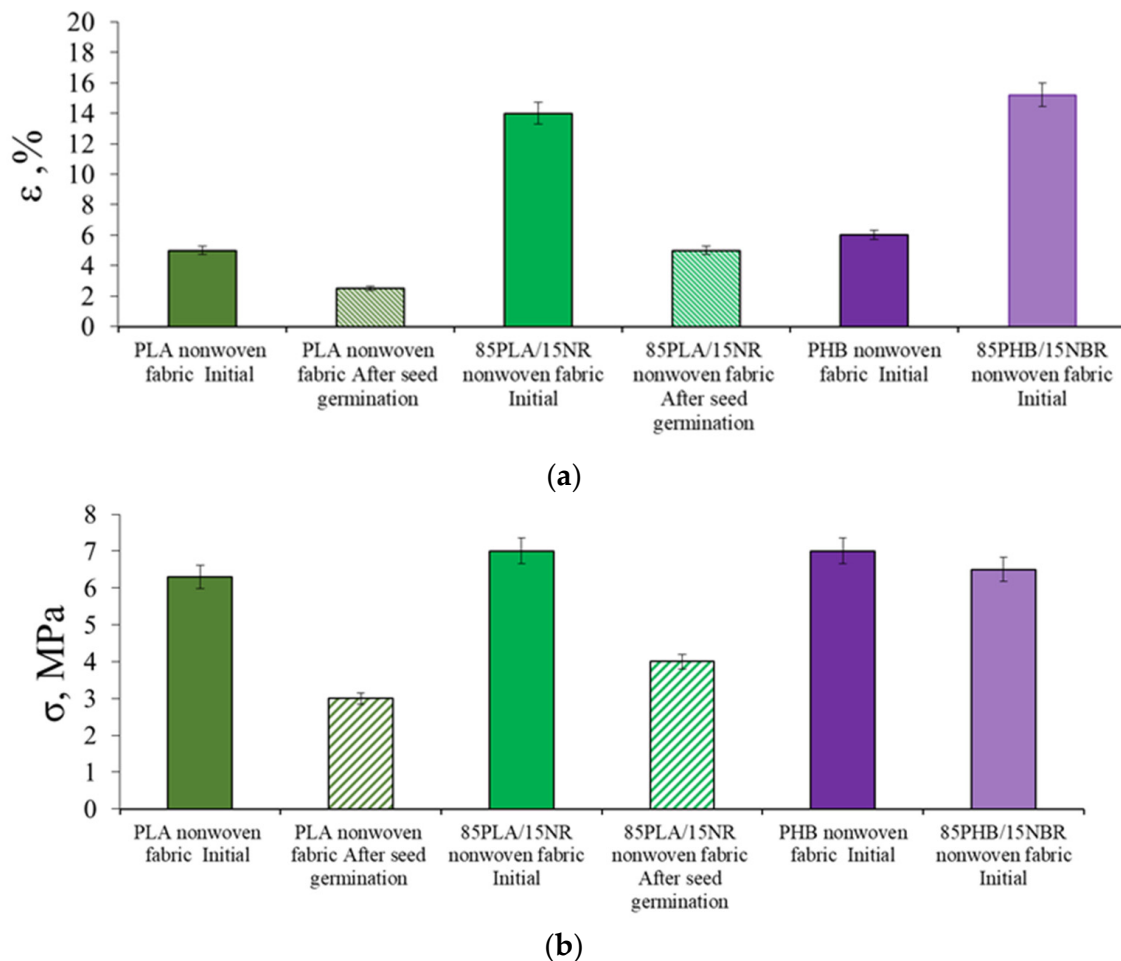 20
18
16
14
12
10
8
6
4
2
0
ε ,%
PLA nonwoven
fabric  Initial
PLA nonwoven
fabric After seed
germination
85PLA/15NR
nonwoven fabric
Initial
85PLA/15NR
nonwoven fabric
After seed
germination
PHB nonwoven
fabric Initial
85PHB/15NBR
nonwoven fabric
Initial
(a)
8
7
6
5
4
3
2
1
0
σ, MPa
PLA nonwoven
fabric  Initial
PLA nonwoven
fabric After seed
germination
85PLA/15NR
nonwoven fabric
Initial
85PLA/15NR
nonwoven fabric
After seed
germination
PHB nonwoven
fabric Initial
85PHB/15NBR
nonwoven fabric
Initial
(b)